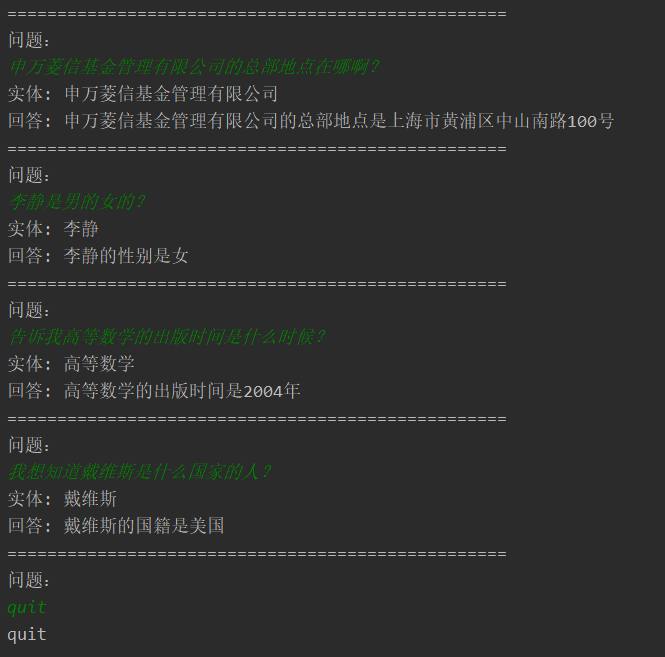 ==================================================
问题:
申万菱信基金管理有限公司的总部地点在哪啊?
实体: 申万菱信基金管理有限公司
回答: 申万菱信基金管理有限公司的总部地点是上海市黄浦区中山南路100号
==================================================
问题:
李静是男的女的?
实体: 李静
回答: 李静的性别是女
==================================================
问题:
告诉我高等数学的出版时间是什么时候?
实体: 高等数学
回答: 高等数学的出版时间是2004年
==================================================
问题:
我想知道戴维斯是什么国家的人?
实体: 戴维斯
回答: 戴维斯的国籍是美国
==================================================
问题:
quit
quit